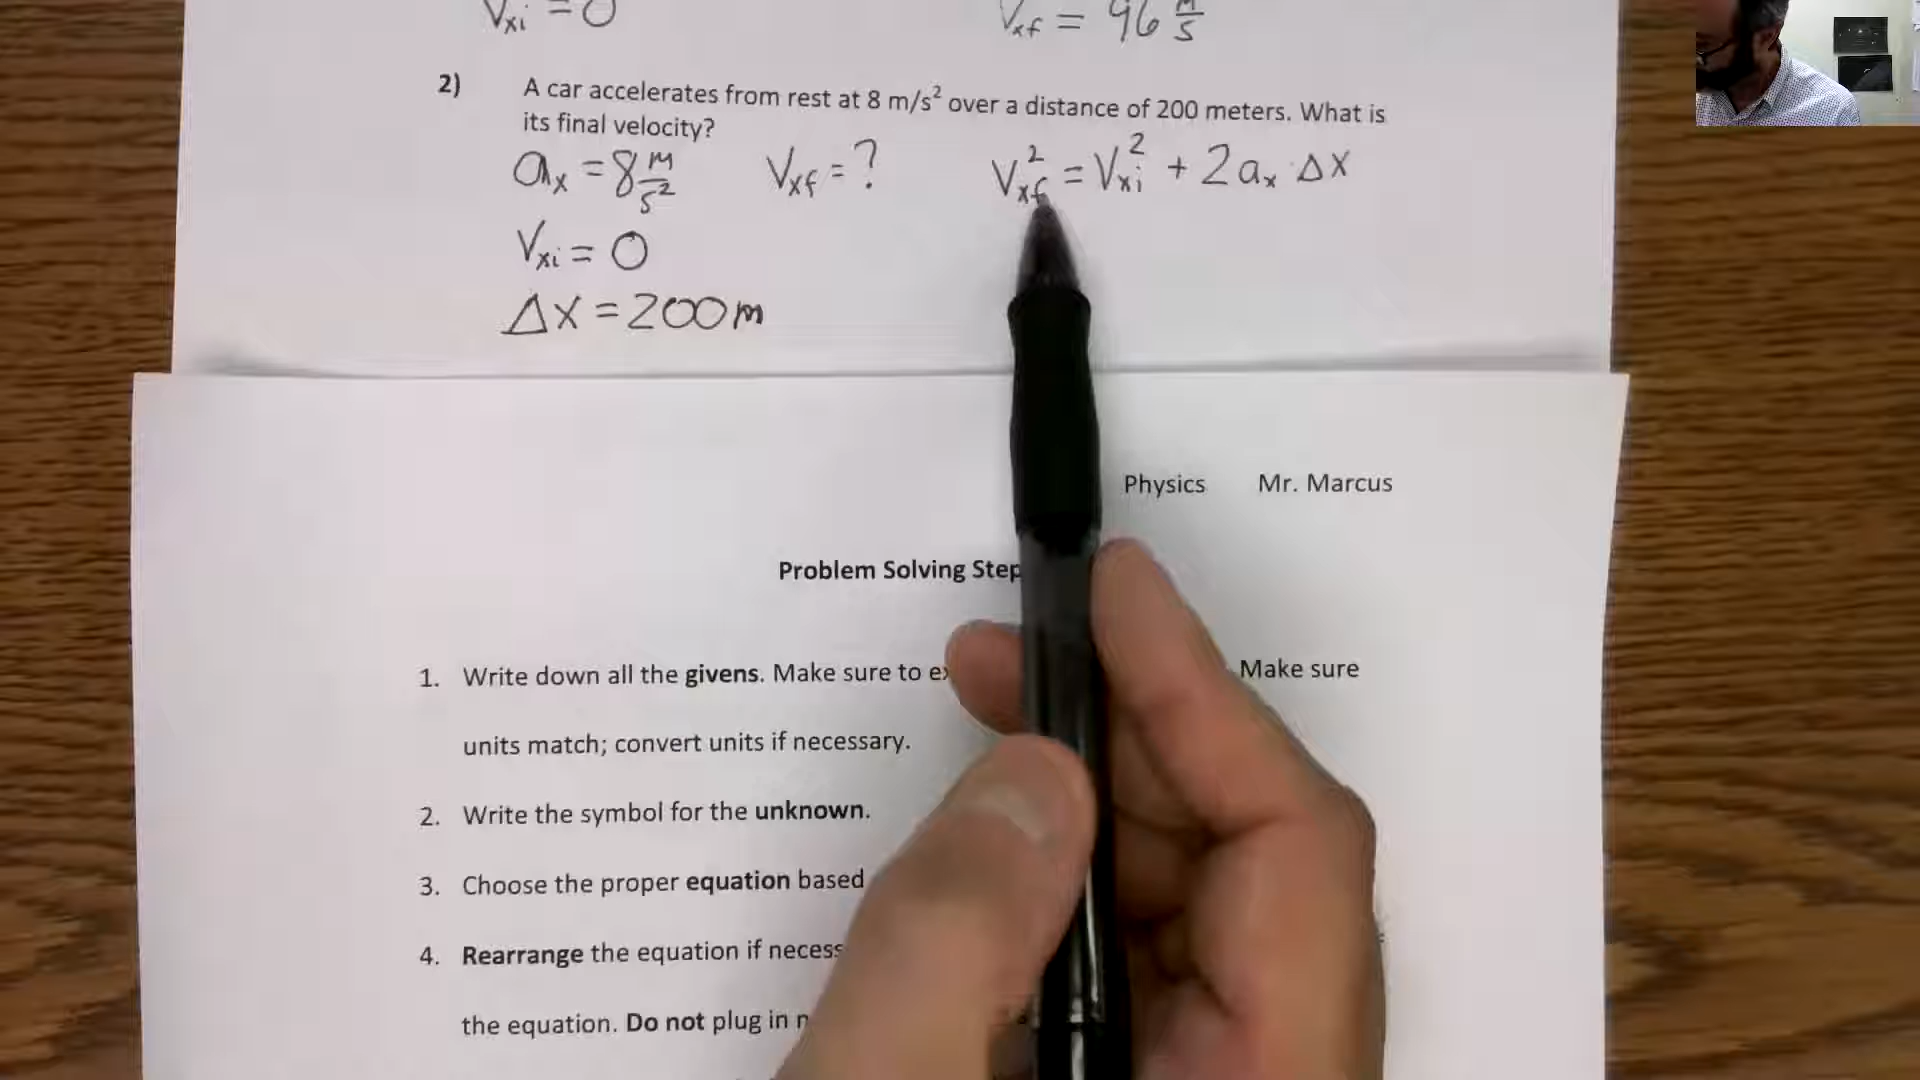 Vxi = 0 Vxf = 96 m/s
2) A car accelerates from rest at 8 m/s² over a distance of 200 meters. What is
its final velocity?
ax = 8 m/s² Vxf = ? Vxf² = Vxi² + 2ax · Δx
Vxi = 0
Δx = 200m
Physics Mr. Marcus
Problem Solving Step
1. Write down all the givens. Make sure to Make sure
units match; convert units if necessary.
2. Write the symbol for the unknown.
3. Choose the proper equation based
4. Rearrange the equation if
the equation. Do not plug in